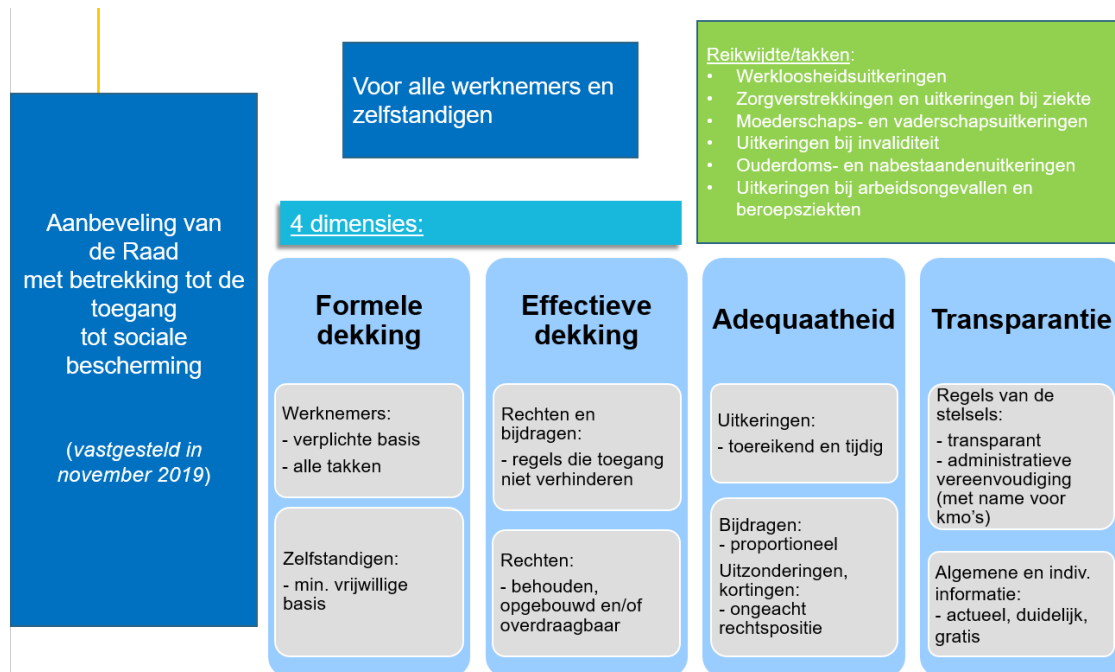 Aanbeveling van
de Raad
met betrekking tot de
toegang
tot sociale
bescherming
(vastgesteld in
november 2019)
Voor alle werknemers en
zelfstandigen
Reikwijdte/takken:
• Werkloosheidsuitkeringen
• Zorgverstrekkingen en uitkeringen bij ziekte
• Moederschaps- en vaderschapsuitkeringen
• Uitkeringen bij invaliditeit
• Ouderdoms- en nabestaandenuitkeringen
• Uitkeringen bij arbeidsongevallen en
beroepsziekten
4 dimensies:
Formele
dekking
Werknemers:
- verplichte basis
- alle takken
Zelfstandigen:
- min. vrijwillige
basis
Effectieve
dekking
Rechten en
bijdragen:
- regels die toegang
niet verhinderen
Rechten:
- behouden,
opgebouwd en/of
overdraagbaar
Adequaatheid
Uitkeringen:
- toereikend en tijdig
Bijdragen:
- proportioneel
Uitzonderingen,
kortingen:
- ongeacht
rechtspositie
Transparantie
Regels van de
stelsels:
- transparant
- administratieve
vereenvoudiging
(met name voor
kmo's)
Algemene en indiv.
informatie:
- actueel, duidelijk,
gratis